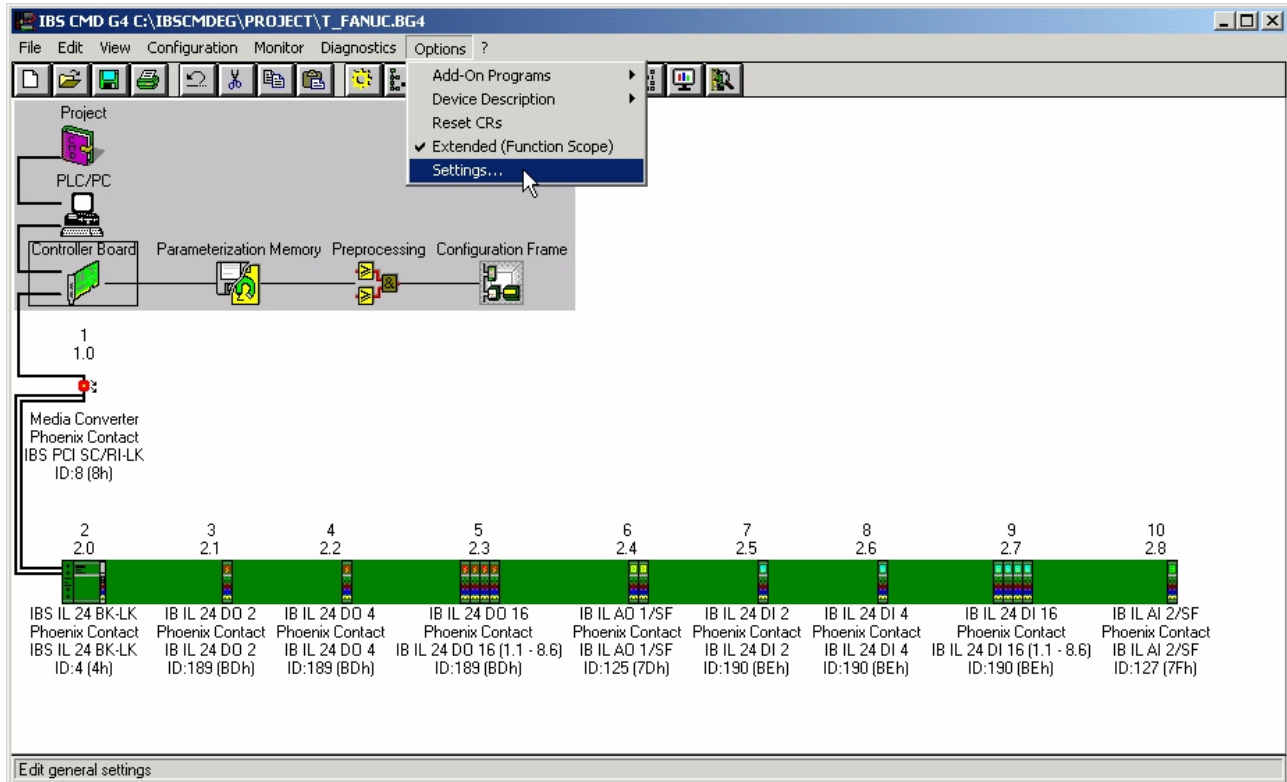 IBS CMD G4 C:\IBSCMDEG\PROJECT\T_FANUC.BG4
File Edit View Configuration Monitor Diagnostics Options ?
Add-On Programs
Device Description
Reset CRs
Extended (Function Scope)
Settings...
Project
PLC/PC
Controller Board Parameterization Memory Preprocessing Configuration Frame
1
1.0
Media Converter
Phoenix Contact
IBS PCI SC/RI-LK
ID:8 (8h)
2 3 4 5 6 7 8 9 10
2.0 2.1 2.2 2.3 2.4 2.5 2.6 2.7 2.8
IBS IL 24 BK-LK IB IL 24 DO 2 IB IL 24 DO 4 IB IL 24 DO 16 IB IL AO 1/SF IB IL 24 DI 2 IB IL 24 DI 4 IB IL 24 DI 16 IB IL AI 2/SF
Phoenix Contact Phoenix Contact Phoenix Contact Phoenix Contact Phoenix Contact Phoenix Contact Phoenix Contact Phoenix Contact Phoenix Contact
IBS IL 24 BK-LK IB IL 24 DO 2 IB IL 24 DO 4 IB IL 24 DO 16 (1.1 - 8.6) IB IL AO 1/SF IB IL 24 DI 2 IB IL 24 DI 4 IB IL 24 DI 16 (1.1 - 8.6) IB IL AI 2/SF
ID:4 (4h) ID:189 (BDh) ID:189 (BDh) ID:189 (BDh) ID:125 (7Dh) ID:190 (BEh) ID:190 (BEh) ID:190 (BEh) ID:127 (7Fh)
Edit general settings